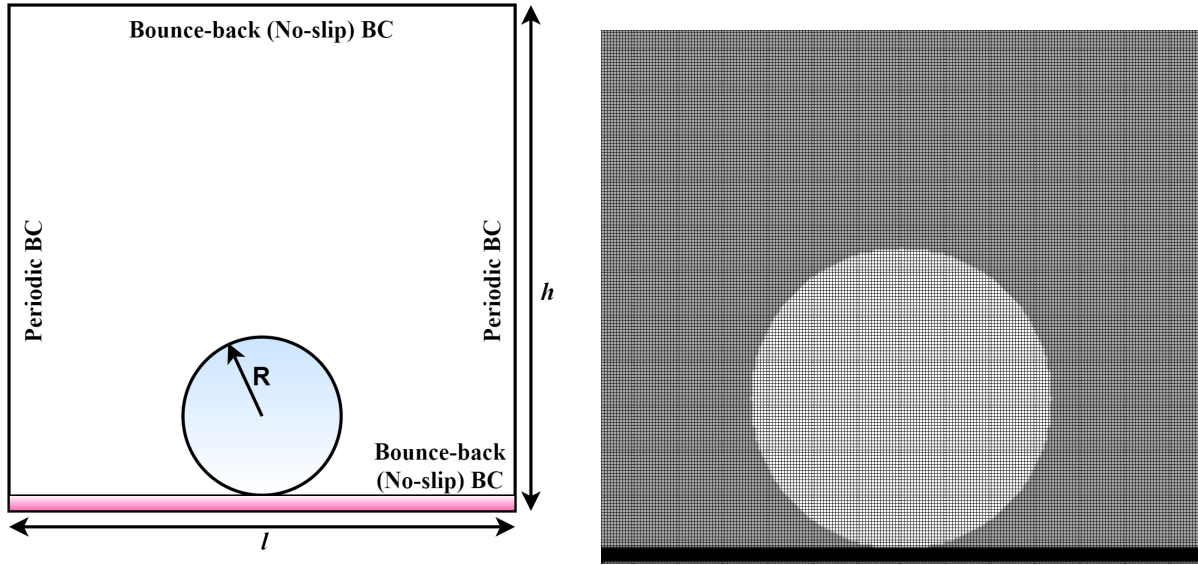 Bounce-back (No-slip) BC
Periodic BC
Periodic BC
h
R
Bounce-back
(No-slip) BC
l